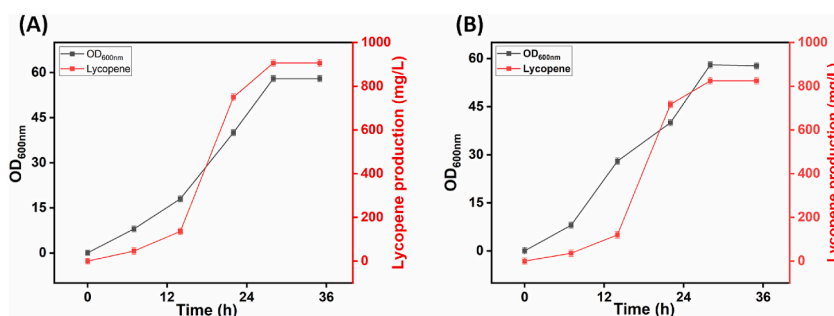 (A)
OD600nm
Lycopene
60
45
30
15
0
OD600nm
1000
800
600
400
200
0
Lycopene production (mg/L)
0 12 24 36
Time (h)
(B)
OD600nm
Lycopene
60
45
30
15
0
OD600nm
1000
800
600
400
200
0
Lycopene production (mg/L)
0 12 24 36
Time (h)